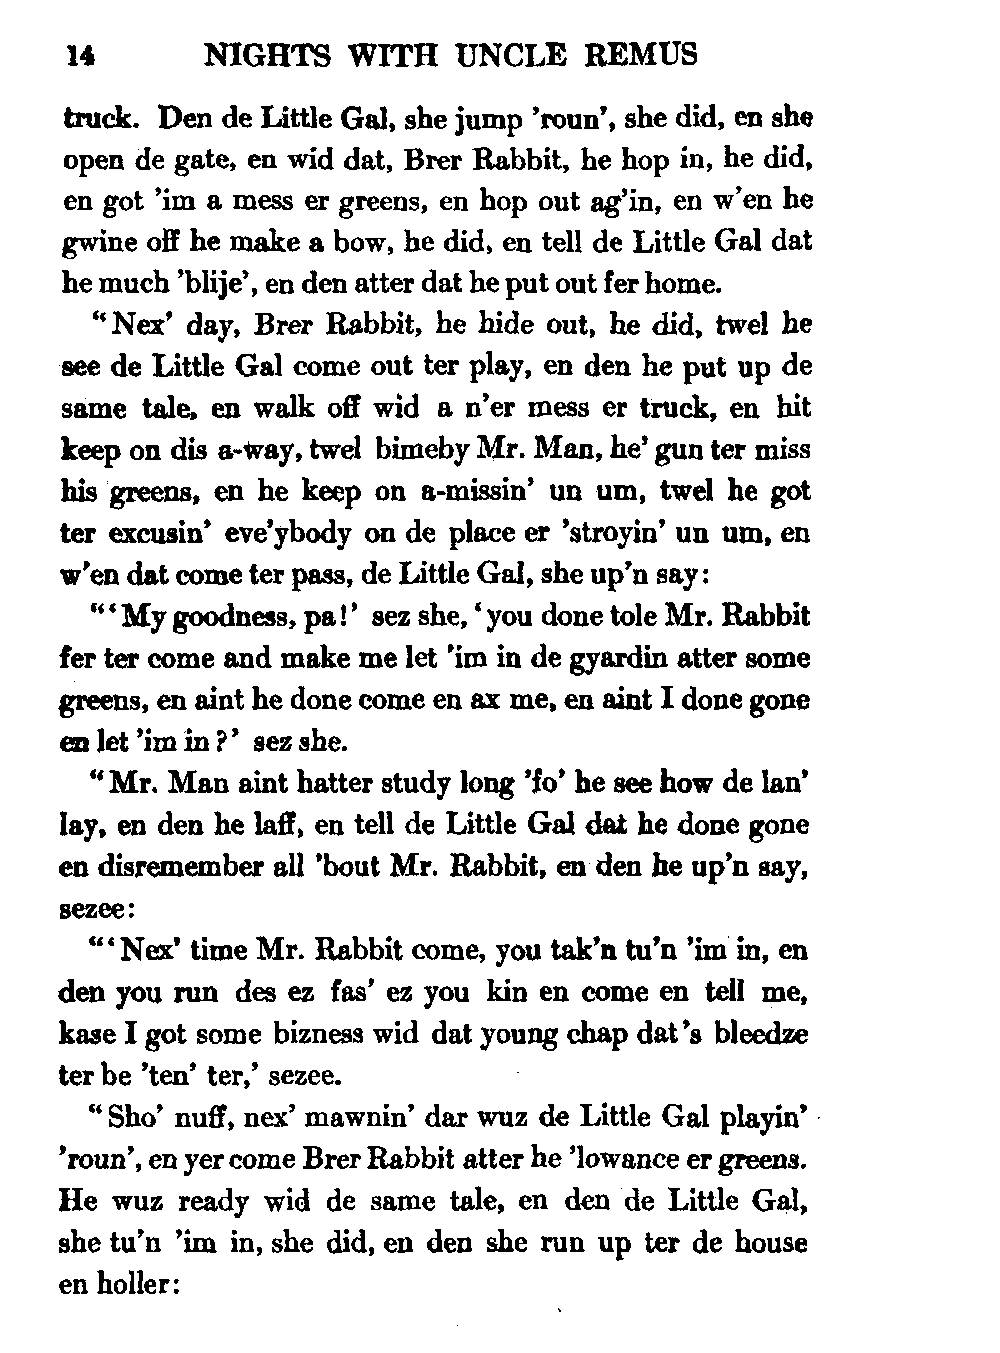 14 NIGHTS WITH UNCLE REMUS
truck. Den de Little Gal, she jump 'roun', she did, en she
open de gate, en wid dat, Brer Rabbit, he hop in, he did,
en got 'im a mess er greens, en hop out ag'in, en w'en he
gwine off he make a bow, he did, en tell de Little Gal dat
he much 'blije', en den atter dat he put out fer home.
"Nex' day, Brer Rabbit, he hide out, he did, twel he
see de Little Gal come out ter play, en den he put up de
same tale, en walk off wid a n'er mess er truck, en hit
keep on dis a-way, twel bimeby Mr. Man, he' gun ter miss
his greens, en he keep on a-missin' un um, twel he got
ter excusin' eve'ybody on de place er 'stroyin' un um, en
w'en dat come ter pass, de Little Gal, she up'n say:
"'My goodness, pa!' sez she, 'you done tole Mr. Rabbit
fer ter come and make me let 'im in de gyardin atter some
greens, en aint he done come en ax me, en aint I done gone
en let 'im in?' sez she.
"Mr. Man aint hatter study long 'fo' he see how de lan'
lay, en den he laff, en tell de Little Gal dat he done gone
en disremember all 'bout Mr. Rabbit, en den he up'n say,
sezee:
"'Nex' time Mr. Rabbit come, you tak'n tu'n 'im in, en
den you run des ez fas' ez you kin en come en tell me,
kase I got some bizness wid dat young chap dat's bleedze
ter be 'ten' ter,' sezee.
"Sho' nuff, nex' mawnin' dar wuz de Little Gal playin'
'roun', en yer come Brer Rabbit atter he 'lowance er greens.
He wuz ready wid de same tale, en den de Little Gal,
she tu'n 'im in, she did, en den she run up ter de house
en holler: